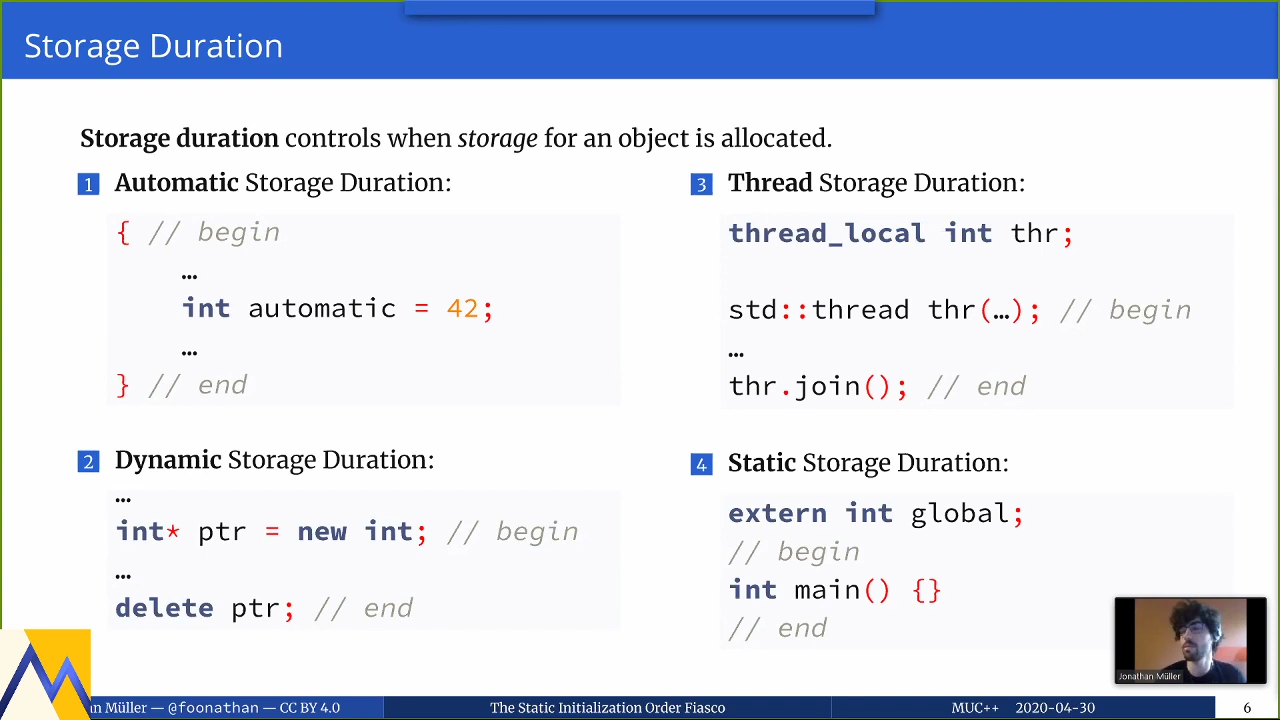 Storage Duration
Storage duration controls when storage for an object is allocated.
1 Automatic Storage Duration:
{ // begin
…
int automatic = 42;
…
} // end
2 Dynamic Storage Duration:
…
int* ptr = new int; // begin
…
delete ptr; // end
3 Thread Storage Duration:
thread_local int thr;
std::thread thr(…); // begin
…
thr.join(); // end
4 Static Storage Duration:
extern int global;
// begin
int main() {}
// end
Jonathan Müller
an Müller — @foonathan — CC BY 4.0
The Static Initialization Order Fiasco
MUC++ 2020-04-30
6